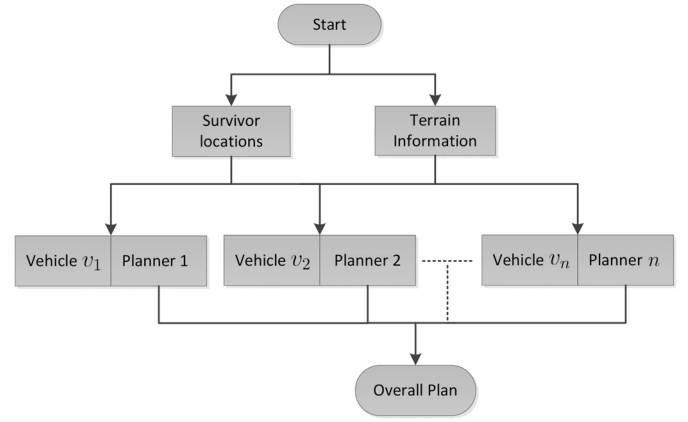 Start
Survivor
locations
Terrain
Information
Vehicle v₁ Planner 1
Vehicle v₂ Planner 2
Vehicle vₙ Planner n
Overall Plan